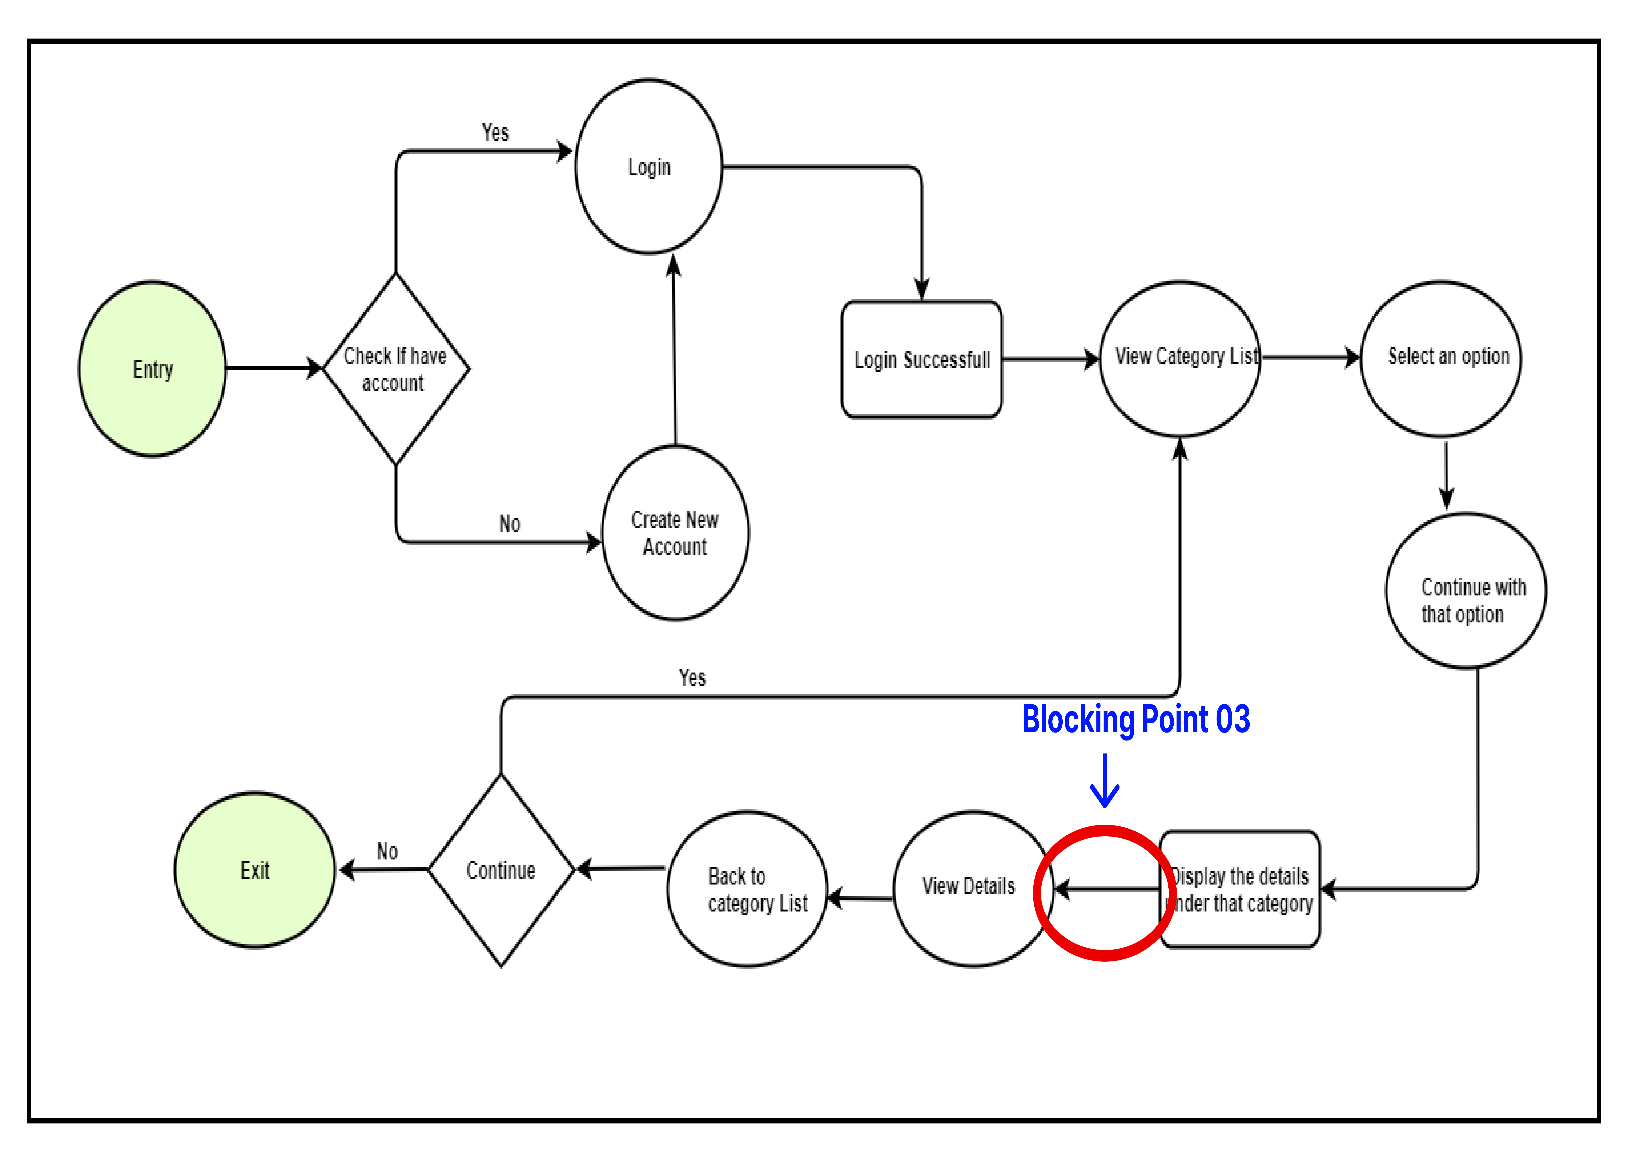 Yes
Login
Entry
Check If have
account
Login Successfull
View Category List
Select an option
No
Create New
Account
Continue with
that option
Yes
Blocking Point 03
Exit
No
Continue
Back to
category List
View Details
Display the details
under that category